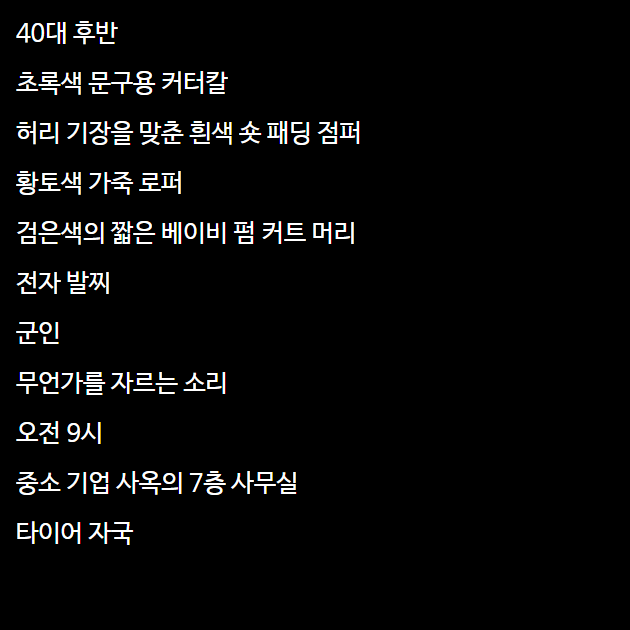 40대 후반
초록색 문구용 커터칼
허리 기장을 맞춘 흰색 숏 패딩 점퍼
황토색 가죽 로퍼
검은색의 짧은 베이비 펌 커트 머리
전자 발찌
군인
무언가를 자르는 소리
오전 9시
중소 기업 사옥의 7층 사무실
타이어 자국